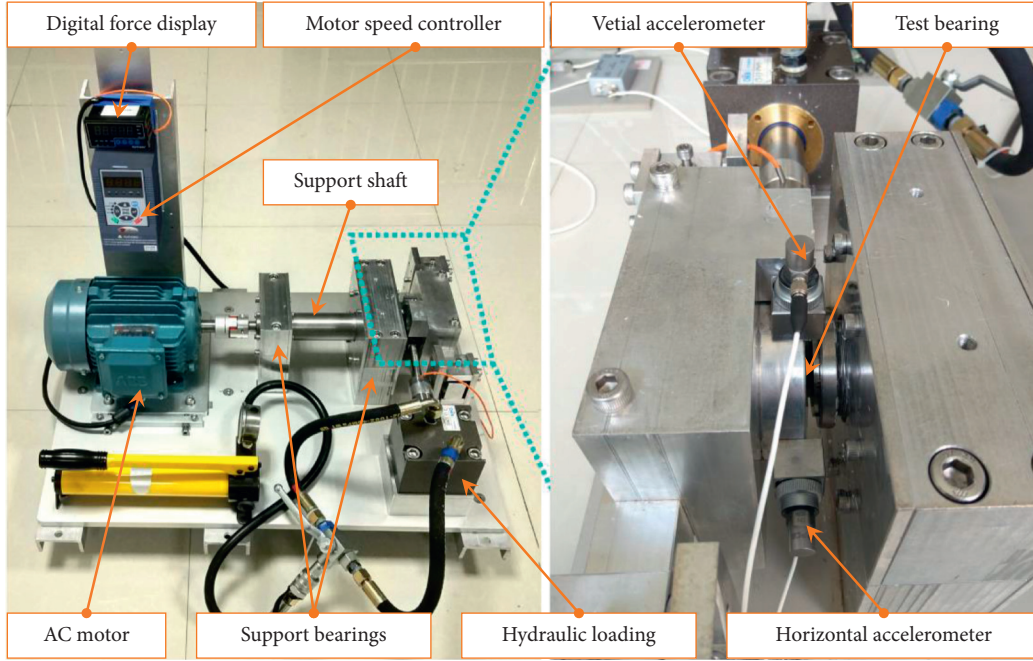 Digital force display
Motor speed controller
Vetial accelerometer
Test bearing
Support shaft
AC motor
Support bearings
Hydraulic loading
Horizontal accelerometer